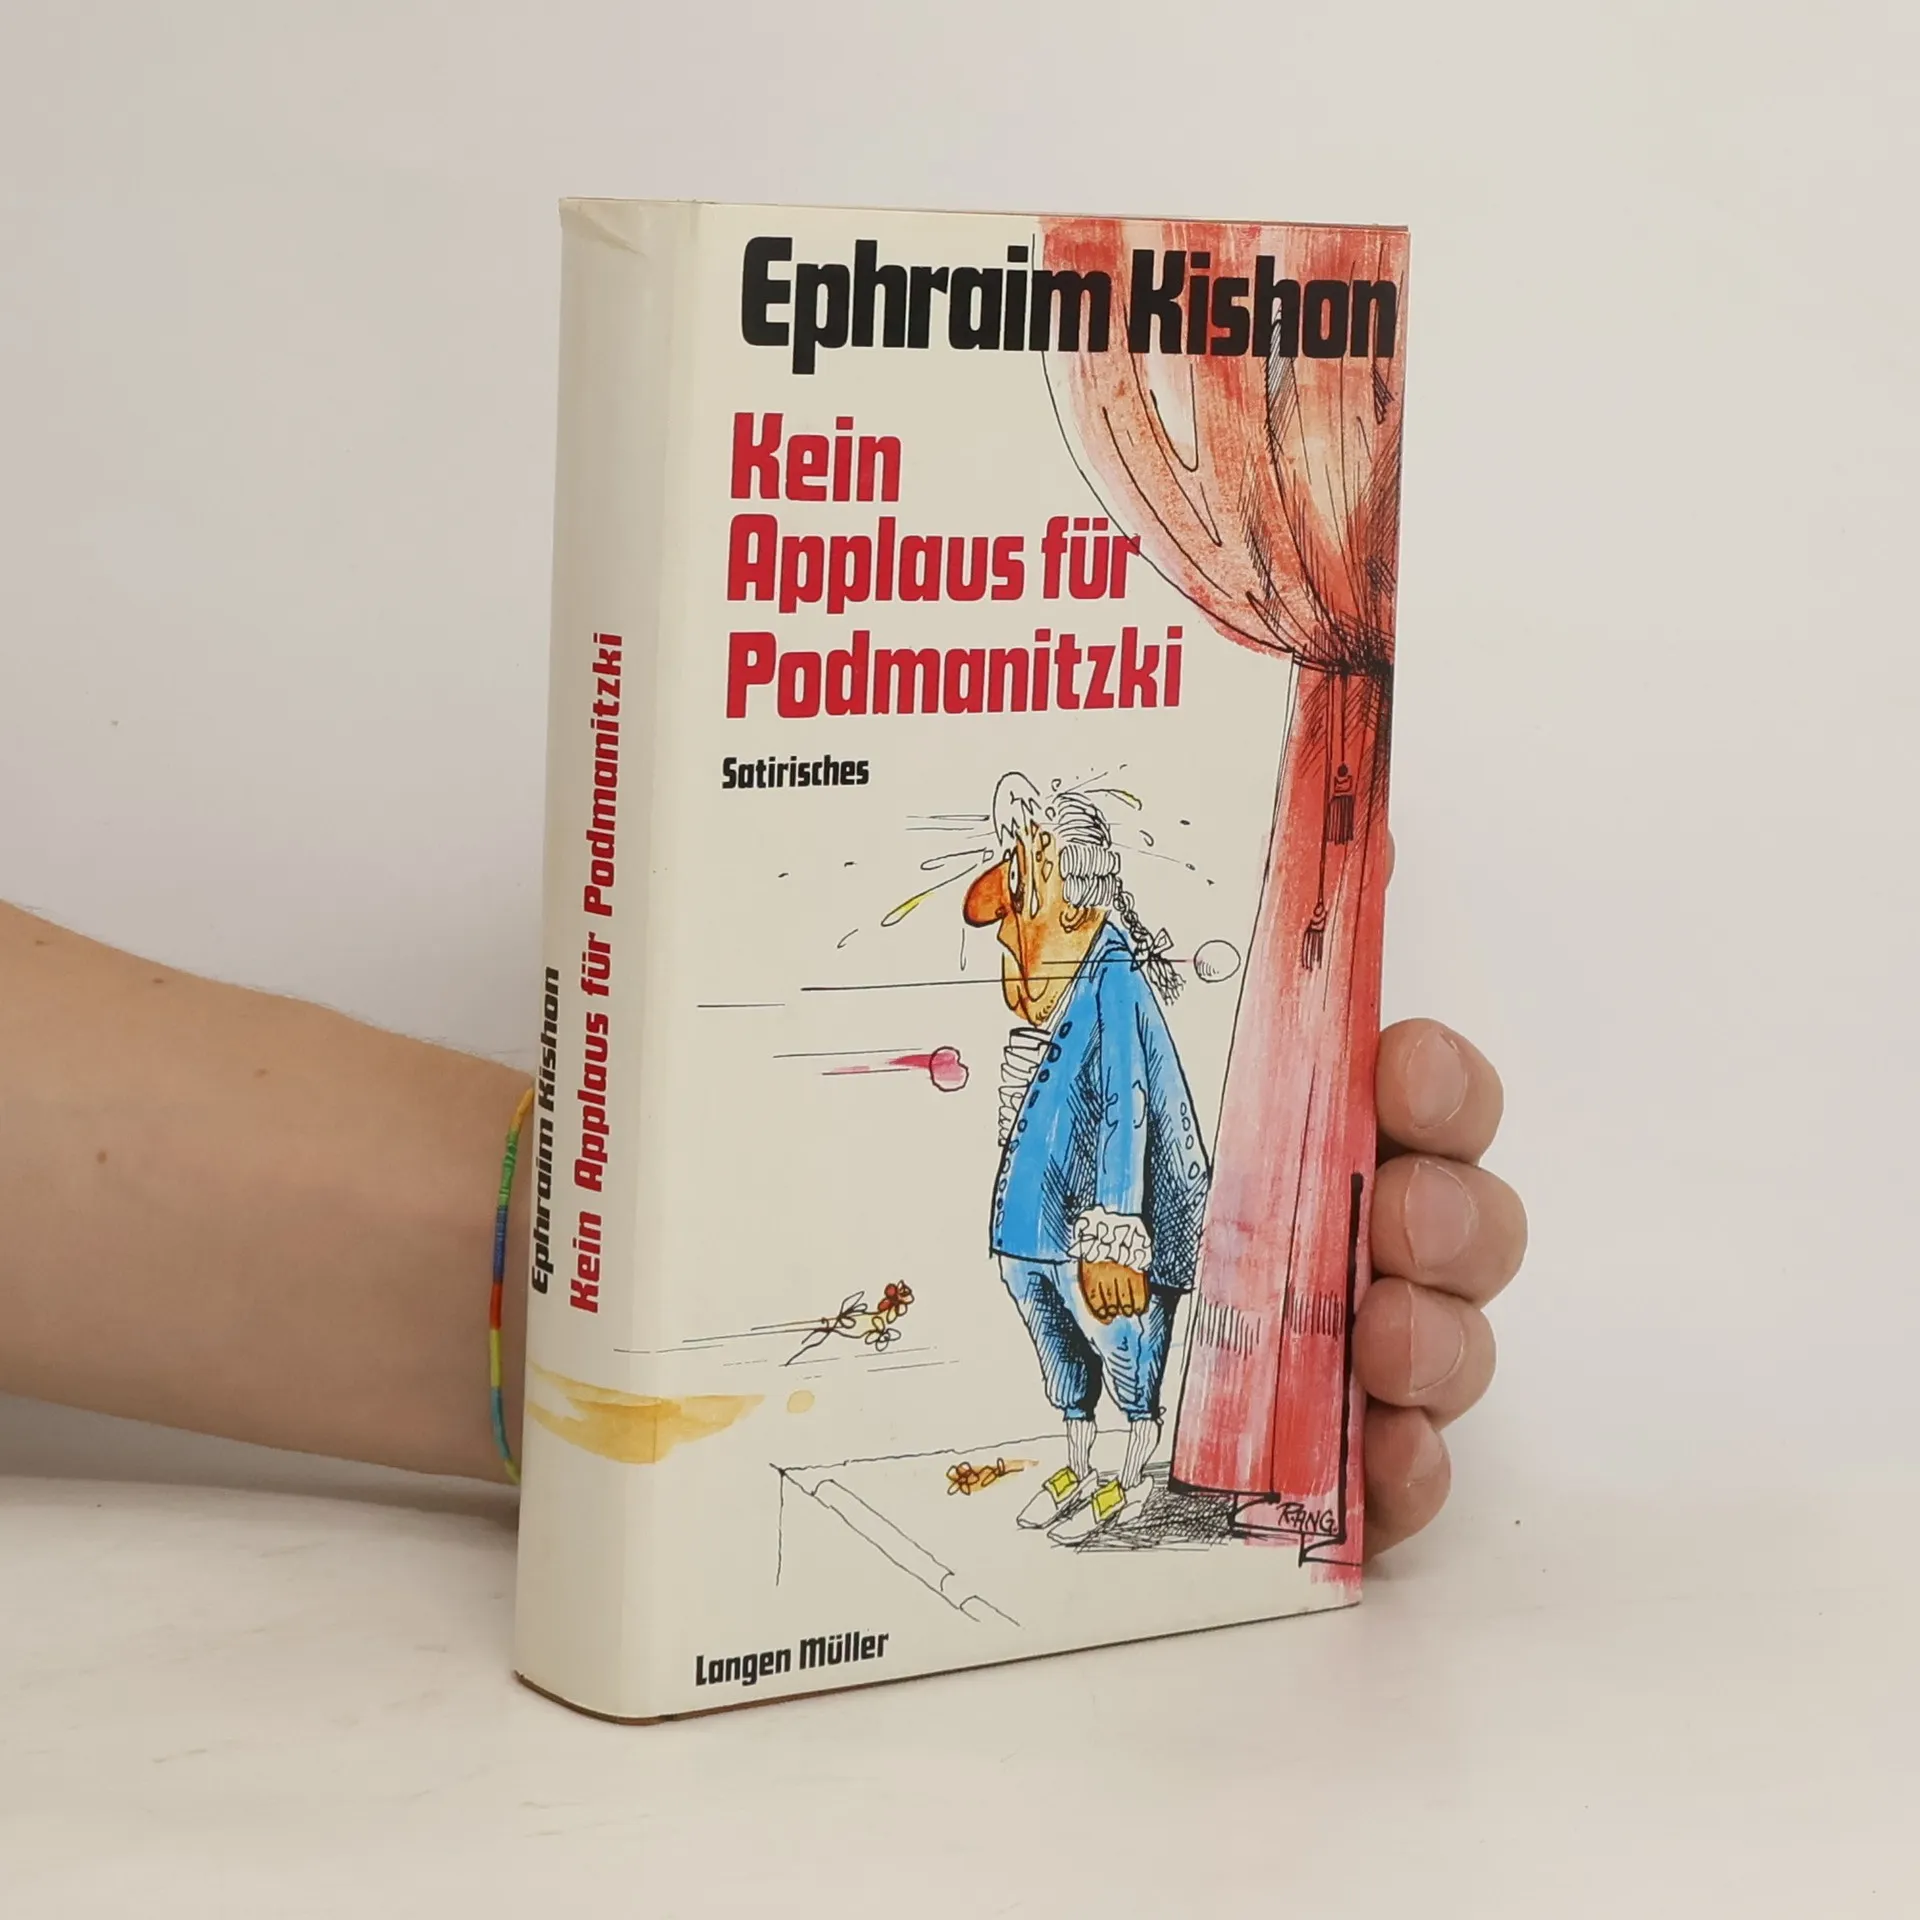 Ephraim Kishon
Kein
Applaus für
Podmanitzki
Satirisches
RANG.
Langen Müller
Ephraim Kishon
Kein Applaus für Podmanitzki